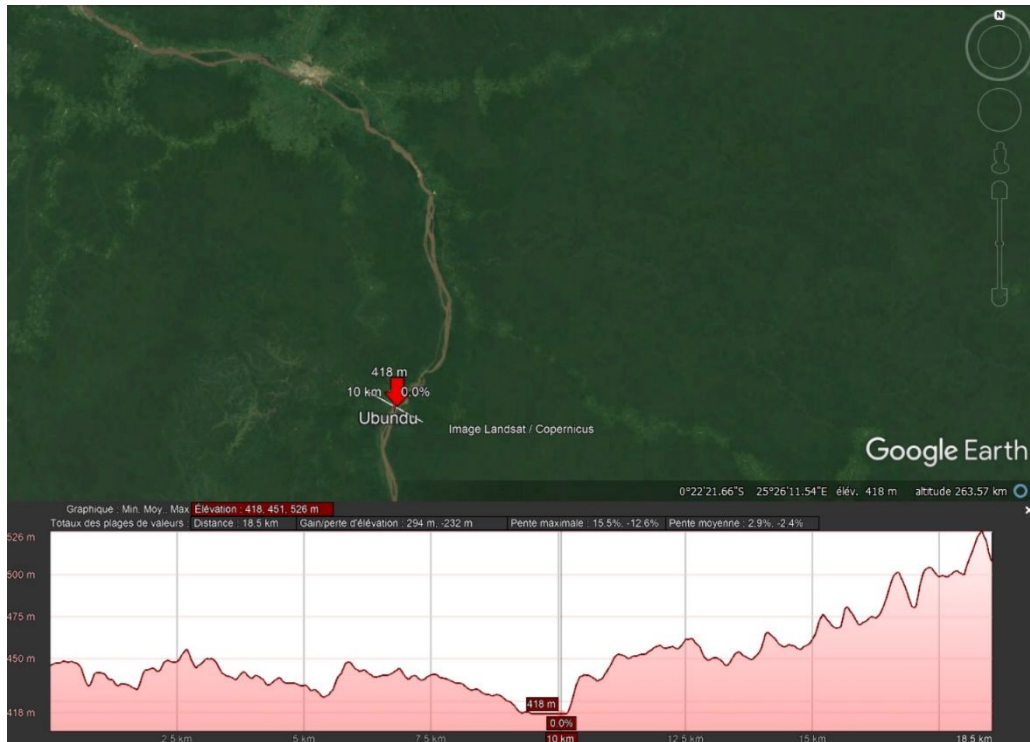 N
418 m
10 km 0.0%
Ubundu
Image Landsat / Copernicus
Google Earth
0°22'21.66"S 25°26'11.54"E élév. 418 m altitude 263.57 km
Graphique : Min, Moy., Max Élévation : 418, 451, 526 m
Totaux des plages de valeurs : Distance : 18.5 km Gain/perte d'élévation : 294 m, -232 m Pente maximale : 15.5%, -12.6% Pente moyenne : 2.9%, -2.4%
526 m
500 m
475 m
450 m
418 m
418 m
0.0%
2.5 km 5 km 7.5 km 10 km 12.5 km 15 km 18.5 km